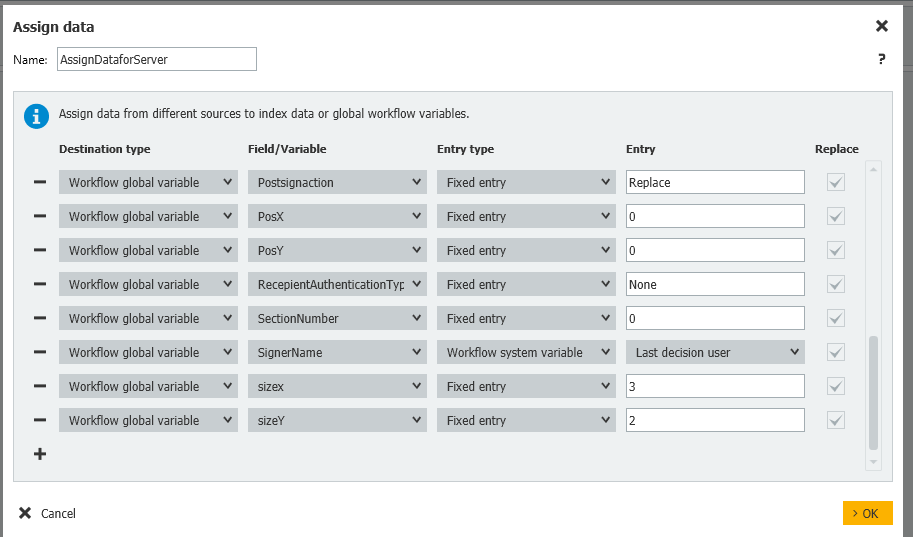 Assign data
Name: AssignDataforServer ?
i Assign data from different sources to index data or global workflow variables.
Destination type Field/Variable Entry type Entry Replace
Workflow global variable Postsignaction Fixed entry Replace
Workflow global variable PosX Fixed entry 0
Workflow global variable PosY Fixed entry 0
Workflow global variable RecepientAuthenticationTyp Fixed entry None
Workflow global variable SectionNumber Fixed entry 0
Workflow global variable SignerName Workflow system variable Last decision user
Workflow global variable sizex Fixed entry 3
Workflow global variable sizeY Fixed entry 2
Cancel > OK